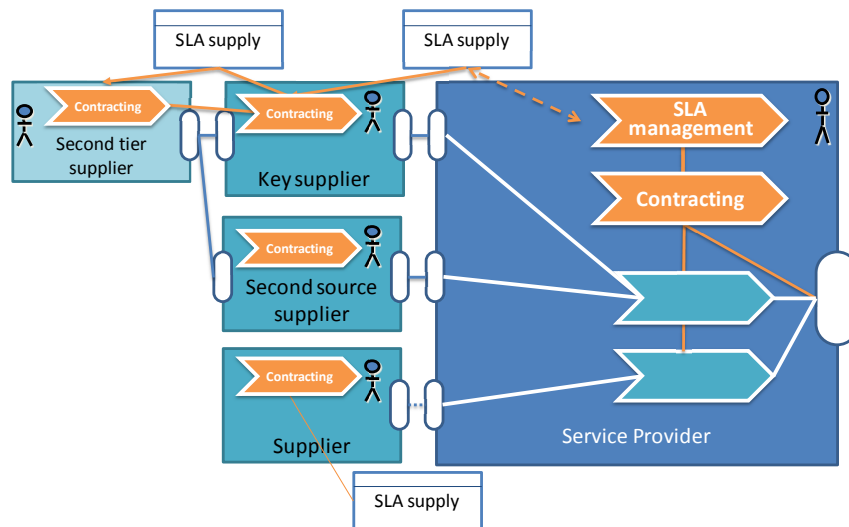 SLA supply
SLA supply
Contracting
Second tier
supplier
Contracting
Key supplier
SLA
management
Contracting
Contracting
Second source
supplier
Contracting
Supplier
Service Provider
SLA supply